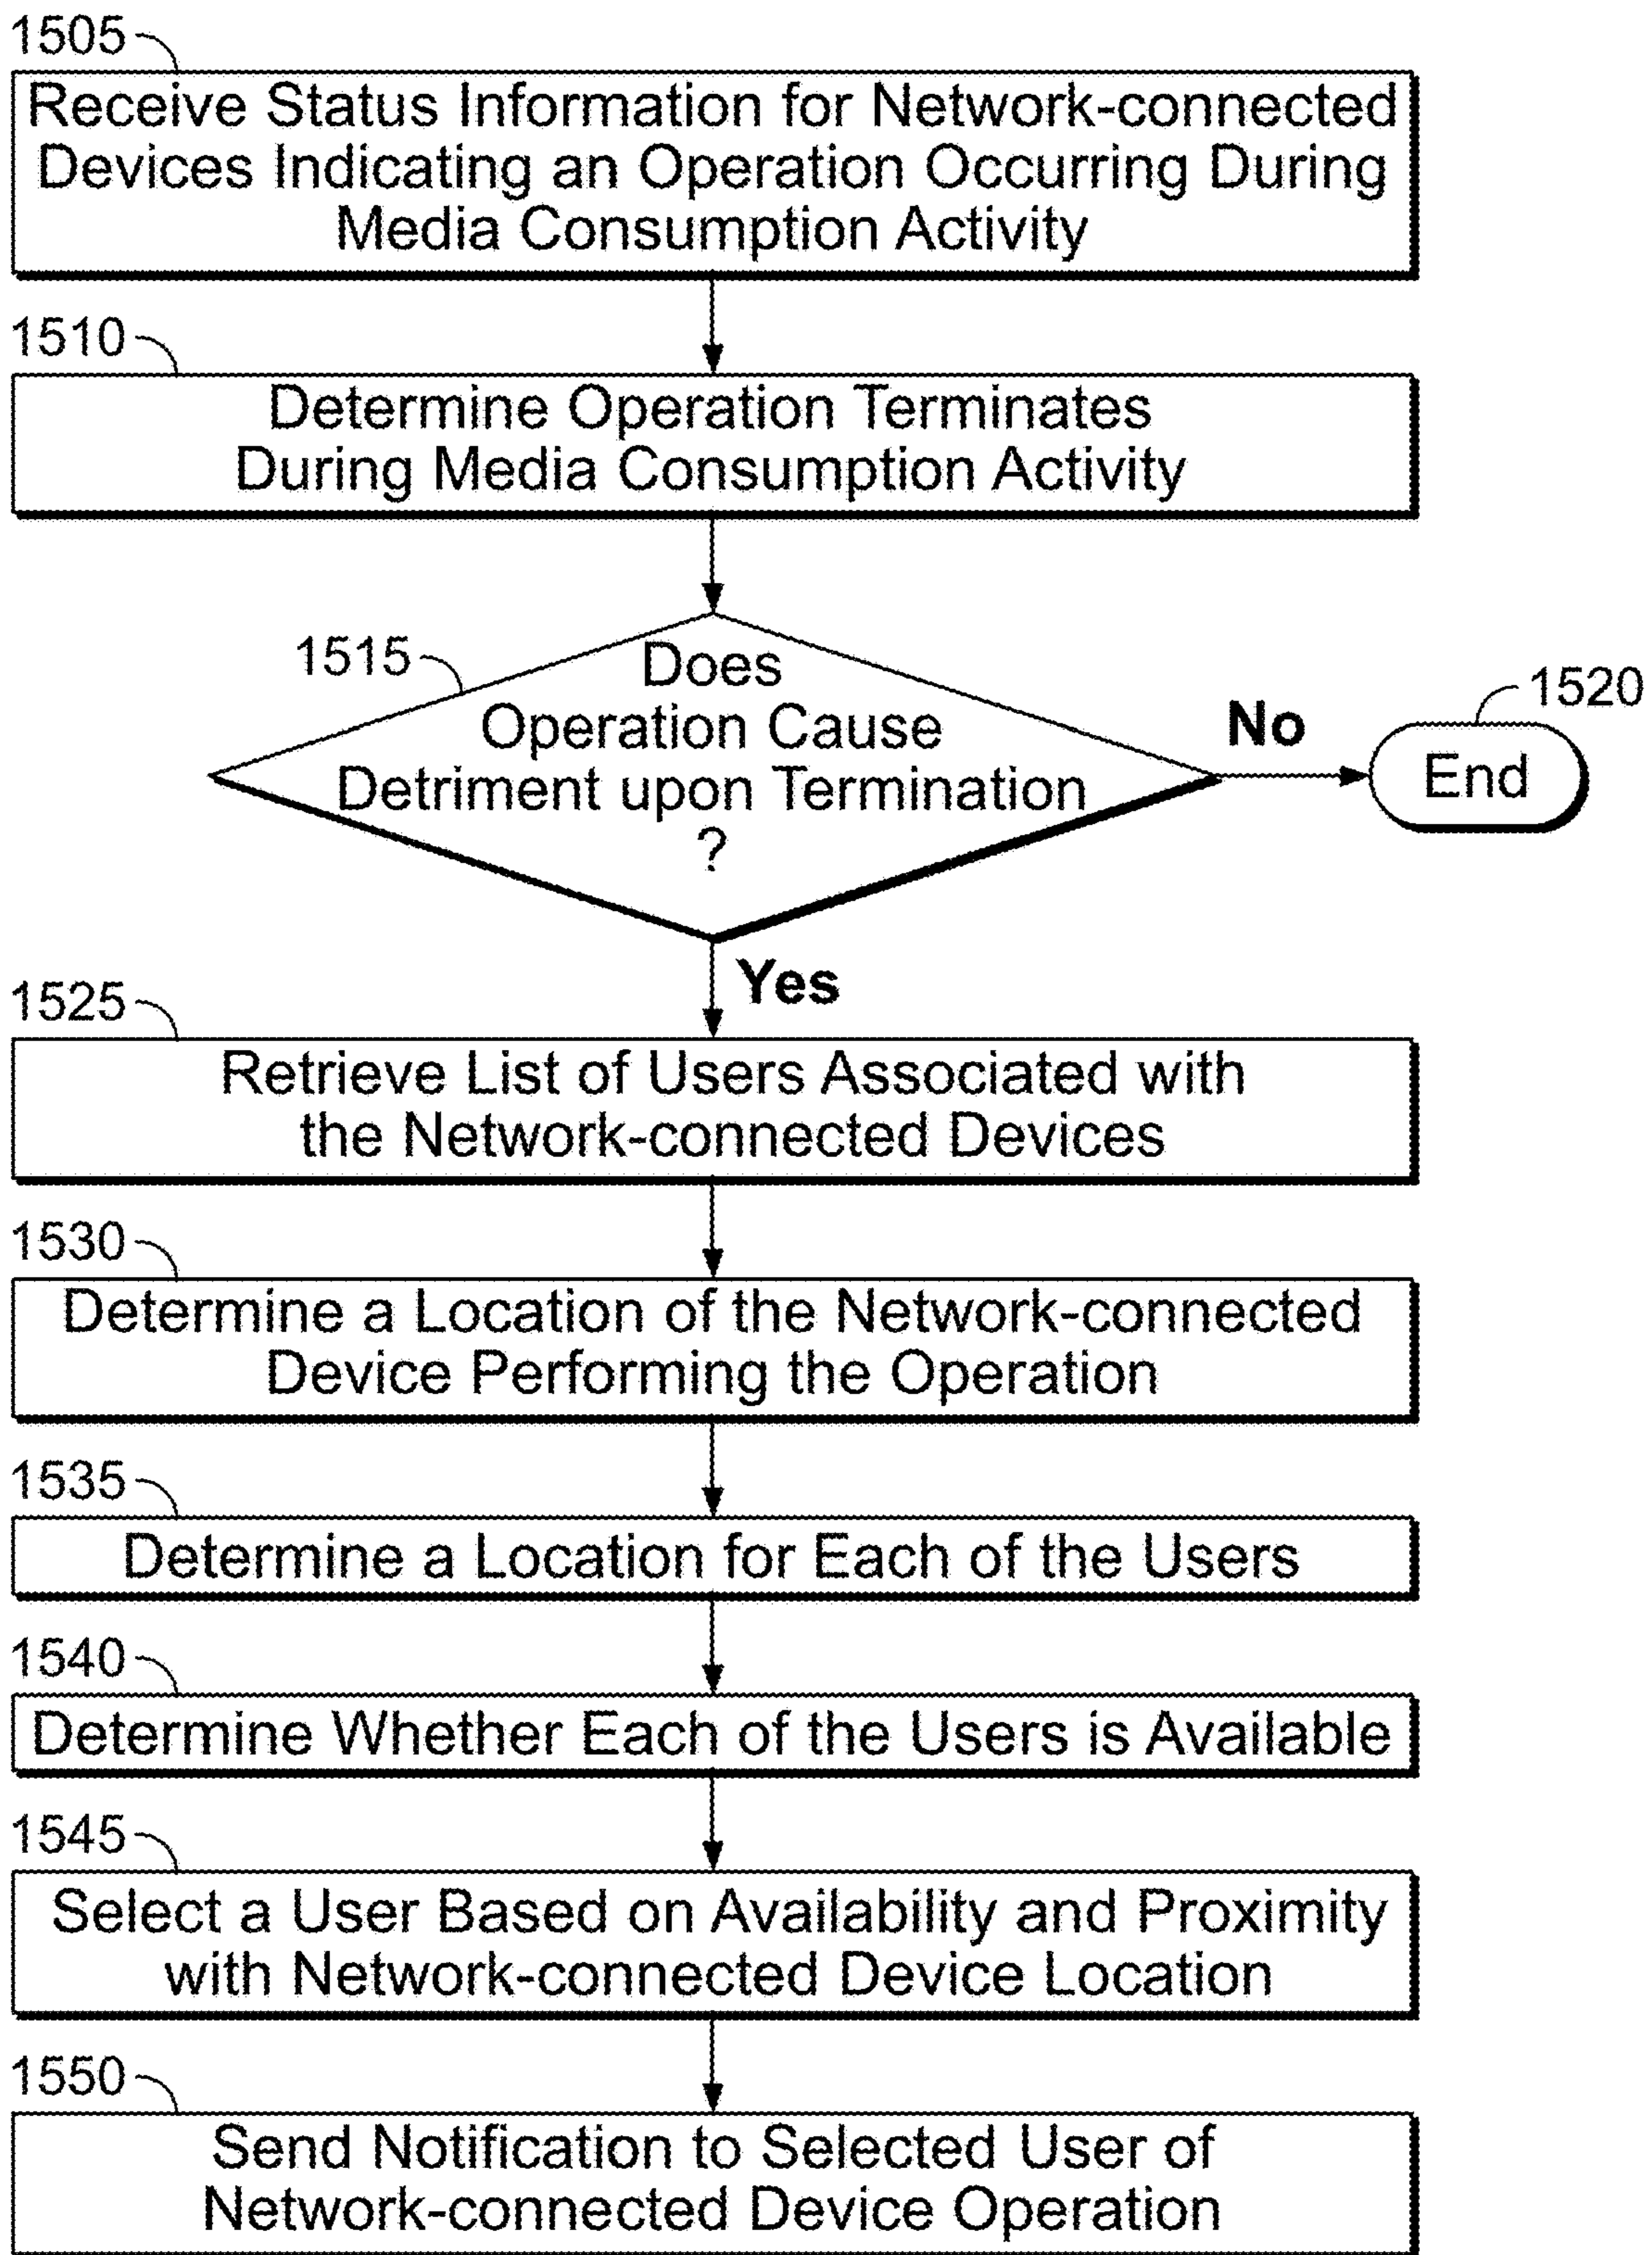 1505
Receive Status Information for Network-connected
Devices Indicating an Operation Occurring During
Media Consumption Activity
1510
Determine Operation Terminates
During Media Consumption Activity
1515
Does
Operation Cause
Detriment upon Termination
?
No
1520
End
Yes
1525
Retrieve List of Users Associated with
the Network-connected Devices
1530
Determine a Location of the Network-connected
Device Performing the Operation
1535
Determine a Location for Each of the Users
1540
Determine Whether Each of the Users is Available
1545
Select a User Based on Availability and Proximity
with Network-connected Device Location
1550
Send Notification to Selected User of
Network-connected Device Operation